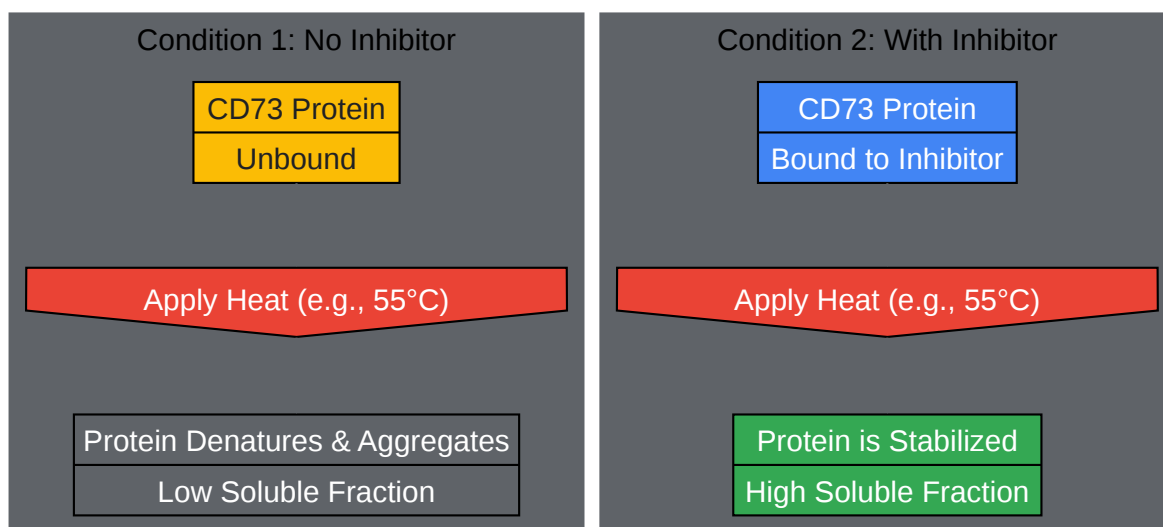 Condition 1: No Inhibitor
CD73 Protein
Unbound
Apply Heat (e.g., 55°C)
Protein Denatures & Aggregates
Low Soluble Fraction
Condition 2: With Inhibitor
CD73 Protein
Bound to Inhibitor
Apply Heat (e.g., 55°C)
Protein is Stabilized
High Soluble Fraction